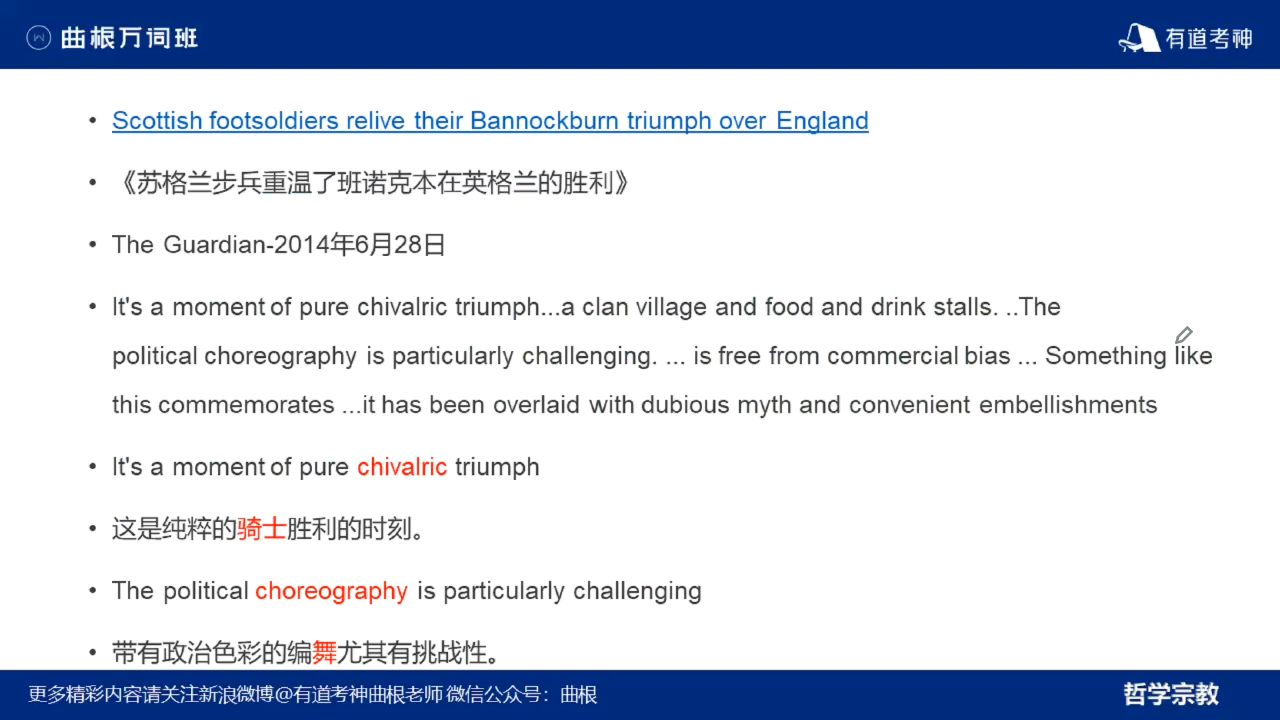 曲根万词班
有道考神
Scottish footsoldiers relive their Bannockburn triumph over England
《苏格兰步兵重温了班诺克本在英格兰的胜利》
The Guardian-2014年6月28日
It's a moment of pure chivalric triumph...a clan village and food and drink stalls. ..The
political choreography is particularly challenging. ... is free from commercial bias ... Something like
this commemorates ...it has been overlaid with dubious myth and convenient embellishments
It's a moment of pure chivalric triumph
这是纯粹的骑士胜利的时刻。
The political choreography is particularly challenging
带有政治色彩的编舞尤其有挑战性。
更多精彩内容请关注新浪微博@有道考神曲根老师 微信公众号：曲根
哲学宗教